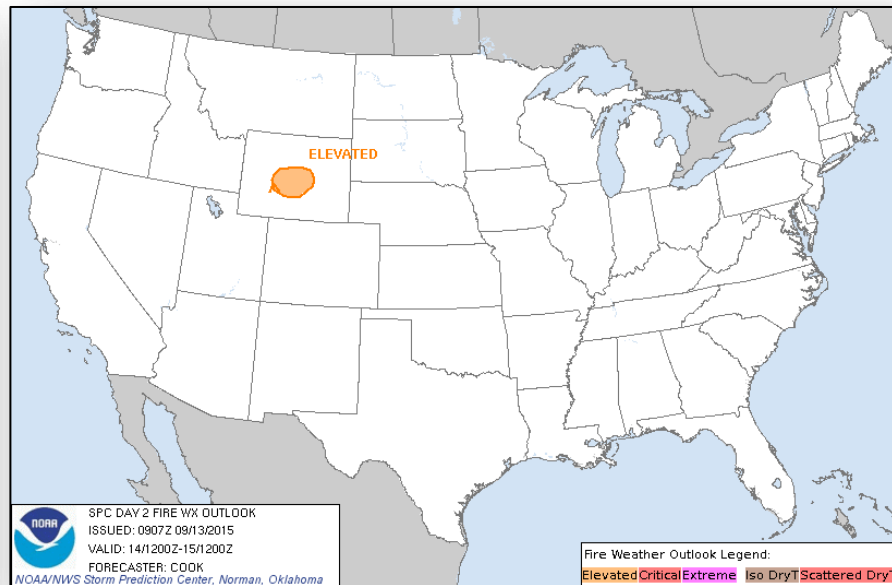 ELEVATED
NOAA
SPC DAY 2 FIRE WX OUTLOOK
ISSUED: 0907Z 09/13/2015
VALID: 14/1200Z-15/1200Z
FORECASTER: COOK
NOAA/NWS Storm Prediction Center, Norman, Oklahoma
Fire Weather Outlook Legend:
Elevated Critical Extreme Iso DryT Scattered DryT